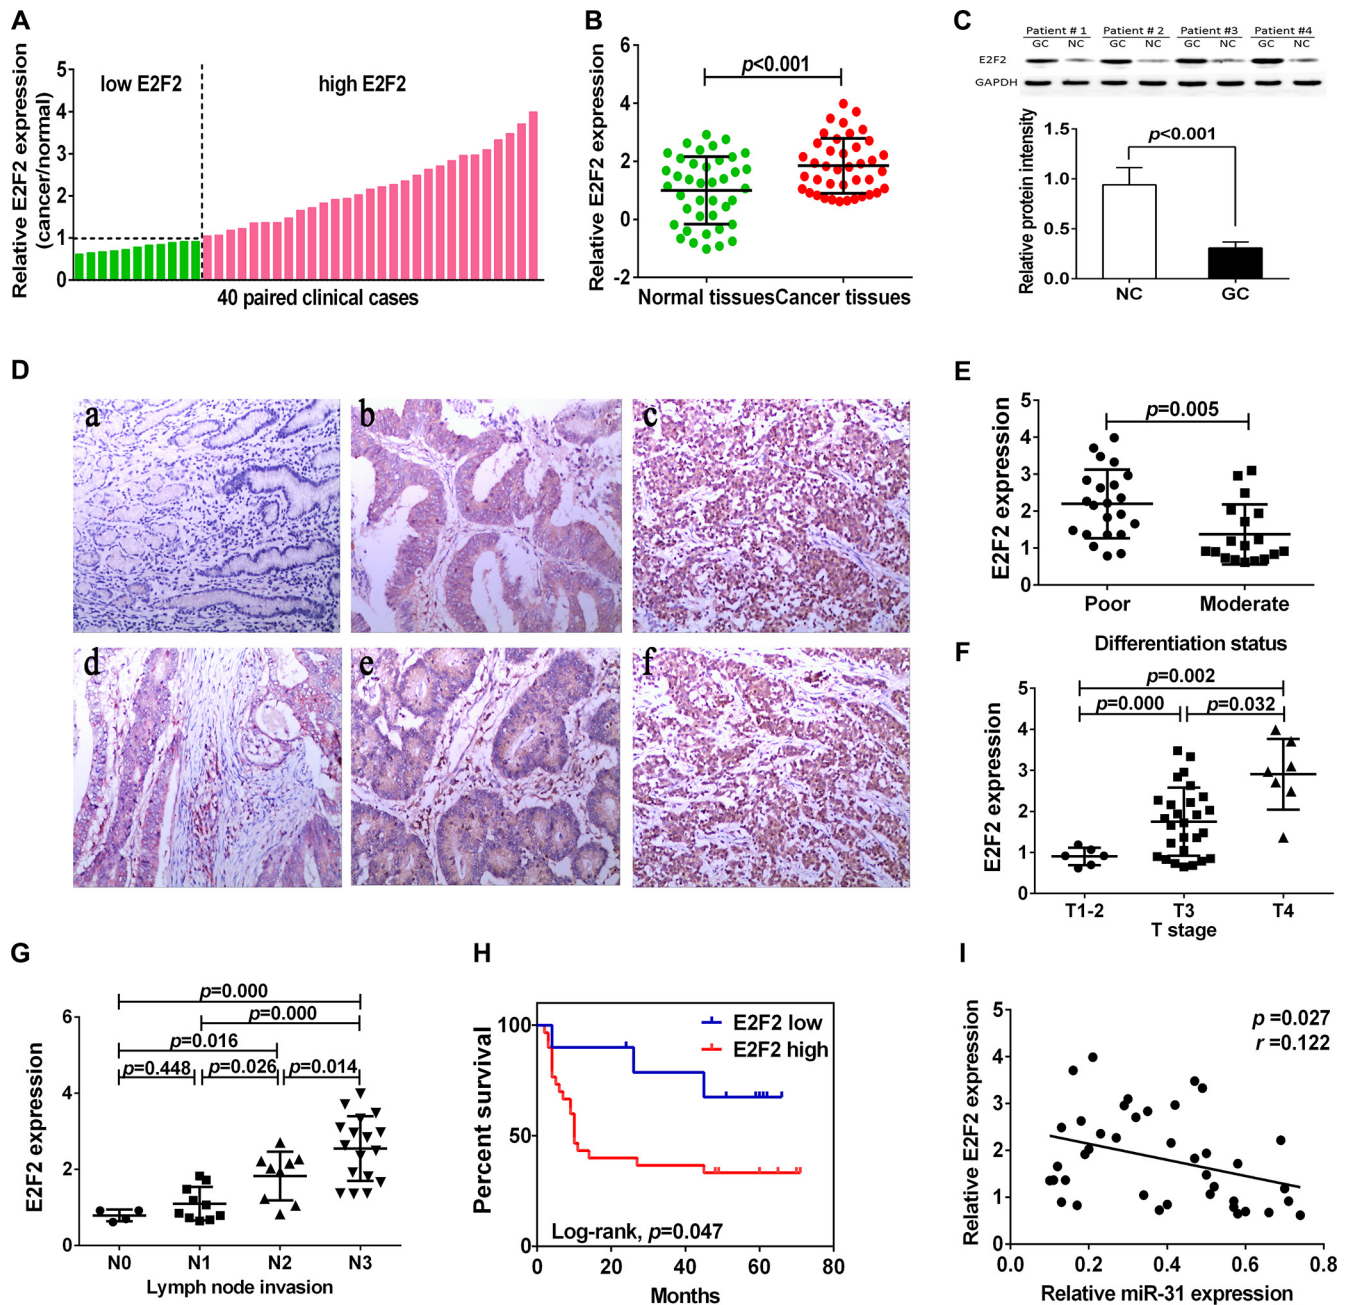 A
Relative E2F2 expression
(cancer/normal)
5
4
3
2
1
0
low E2F2
high E2F2
40 paired clinical cases
B
Relative E2F2 expression
6
4
2
0
-2
p<0.001
Normal tissues
Cancer tissues
C
Patient # 1
Patient # 2
Patient #3
Patient #4
GC NC GC NC GC NC GC NC
E2F2
GAPDH
Relative protein intensity
1.5
1.0
0.5
0.0
p<0.001
NC
GC
D
a
b
c
d
e
f
E
E2F2 expression
5
4
3
2
1
0
p=0.005
Poor
Moderate
Differentiation status
F
E2F2 expression
5
4
3
2
1
0
p=0.002
p=0.000
p=0.032
T1-2
T3
T4
T stage
G
E2F2 expression
6
4
2
0
p=0.000
p=0.000
p=0.016
p=0.448
p=0.026
p=0.014
N0
N1
N2
N3
Lymph node invasion
H
Percent survival
100
50
0
E2F2 low
E2F2 high
Log-rank, p=0.047
0
20
40
60
80
Months
I
Relative E2F2 expression
5
4
3
2
1
0
p =0.027
r =0.122
0.0
0.2
0.4
0.6
0.8
Relative miR-31 expression